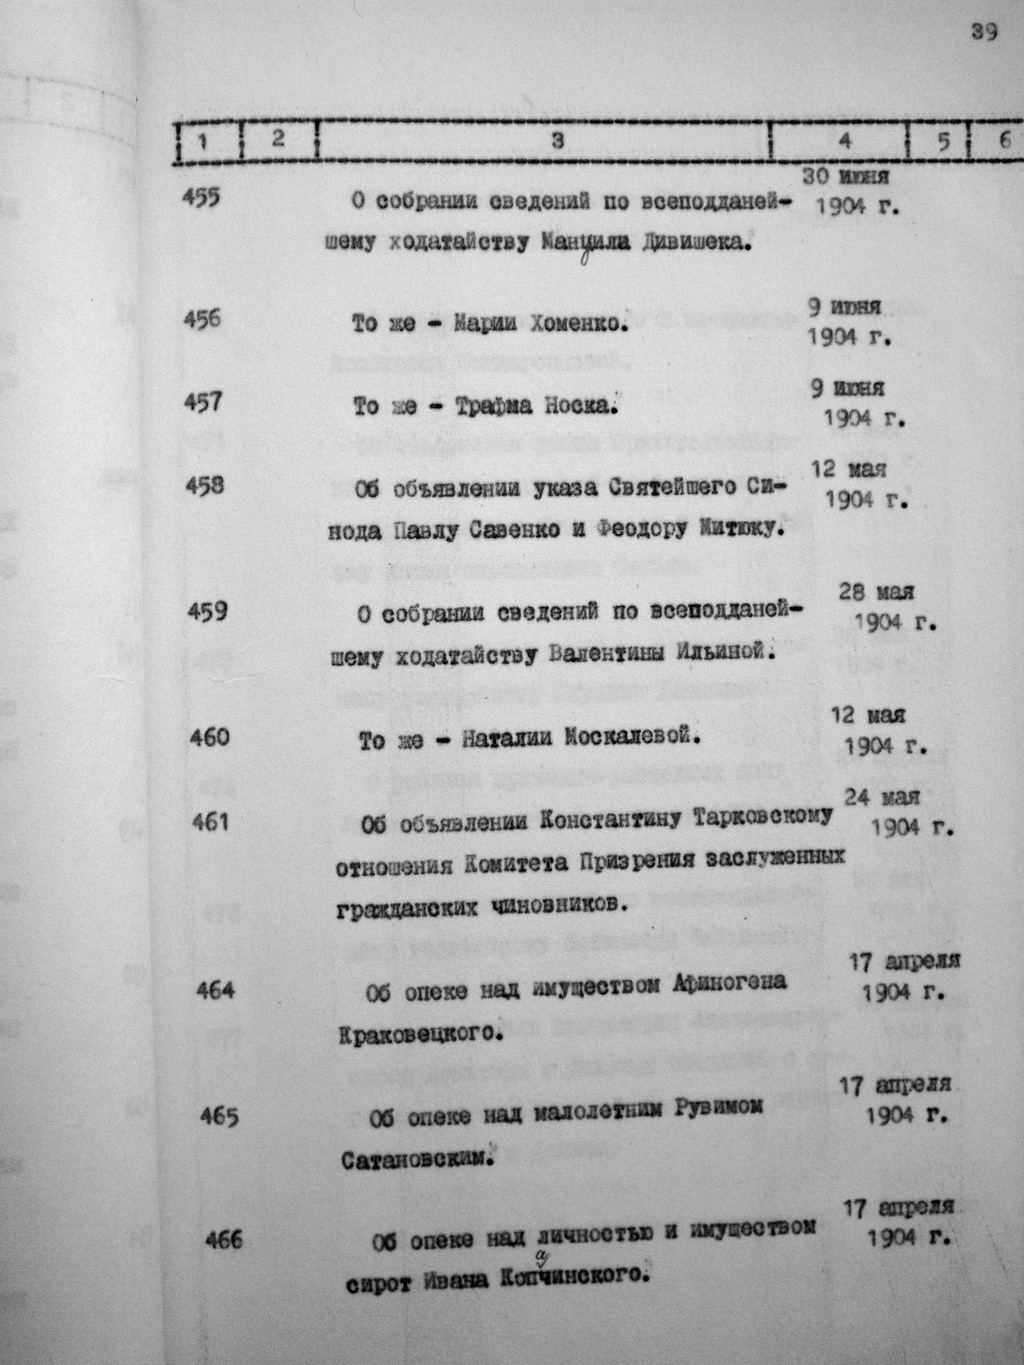 39
1 2 3 4 5 6
455 О собрании сведений по всеподданей- 30 июня
1904 г.
шему ходатайству Мануила Дивишека.
456 То же - Марии Хоменко. 9 июня
1904 г.
457 То же - Трафма Носка. 9 июня
1904 г.
458 Об объявлении указа Святейшего Си- 12 мая
1904 г.
нода Павлу Савенко и Феодору Митюку.
459 О собрании сведений по всеподданей- 28 мая
1904 г.
шему ходатайству Валентины Ильиной.
460 То же - Наталии Москалевой. 12 мая
1904 г.
461 Об объявлении Константину Тарковскому 24 мая
1904 г.
отношения Комитета Призрения заслуженных
гражданских чиновников.
464 Об опеке над имуществом Афиногена 17 апреля
1904 г.
Краковецкого.
465 Об опеке над малолетним Рувимом 17 апреля
1904 г.
Сатановским.
466 Об опеке над личностью и имуществом 17 апреля
1904 г.
сирот Ивана Копачинского.